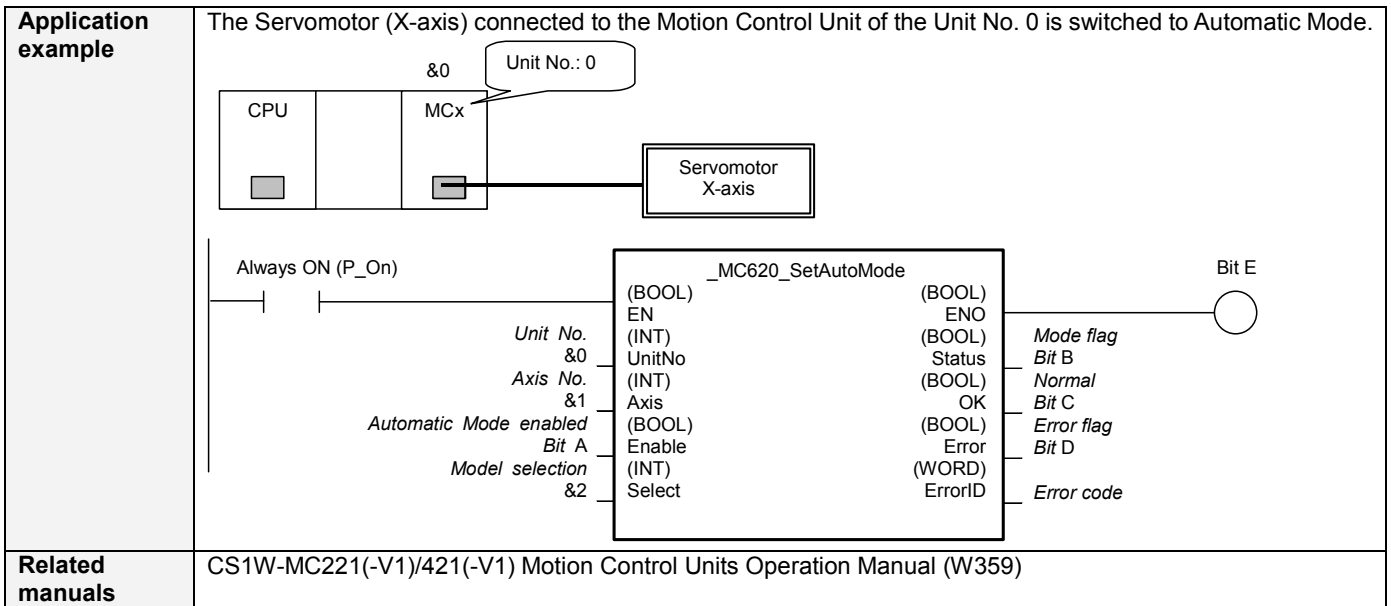 Application example
The Servomotor (X-axis) connected to the Motion Control Unit of the Unit No. 0 is switched to Automatic Mode.
&0
Unit No.: 0
CPU
MCx
Servomotor
X-axis
Always ON (P_On)
_MC620_SetAutoMode
Bit E
(BOOL) (BOOL)
EN ENO
Unit No. (INT) (BOOL) Mode flag
&0 UnitNo Status Bit B
Axis No. (INT) (BOOL) Normal
&1 Axis OK Bit C
Automatic Mode enabled (BOOL) (BOOL) Error flag
Bit A Enable Error Bit D
Model selection (INT) (WORD)
&2 Select ErrorID Error code
Related manuals
CS1W-MC221(-V1)/421(-V1) Motion Control Units Operation Manual (W359)